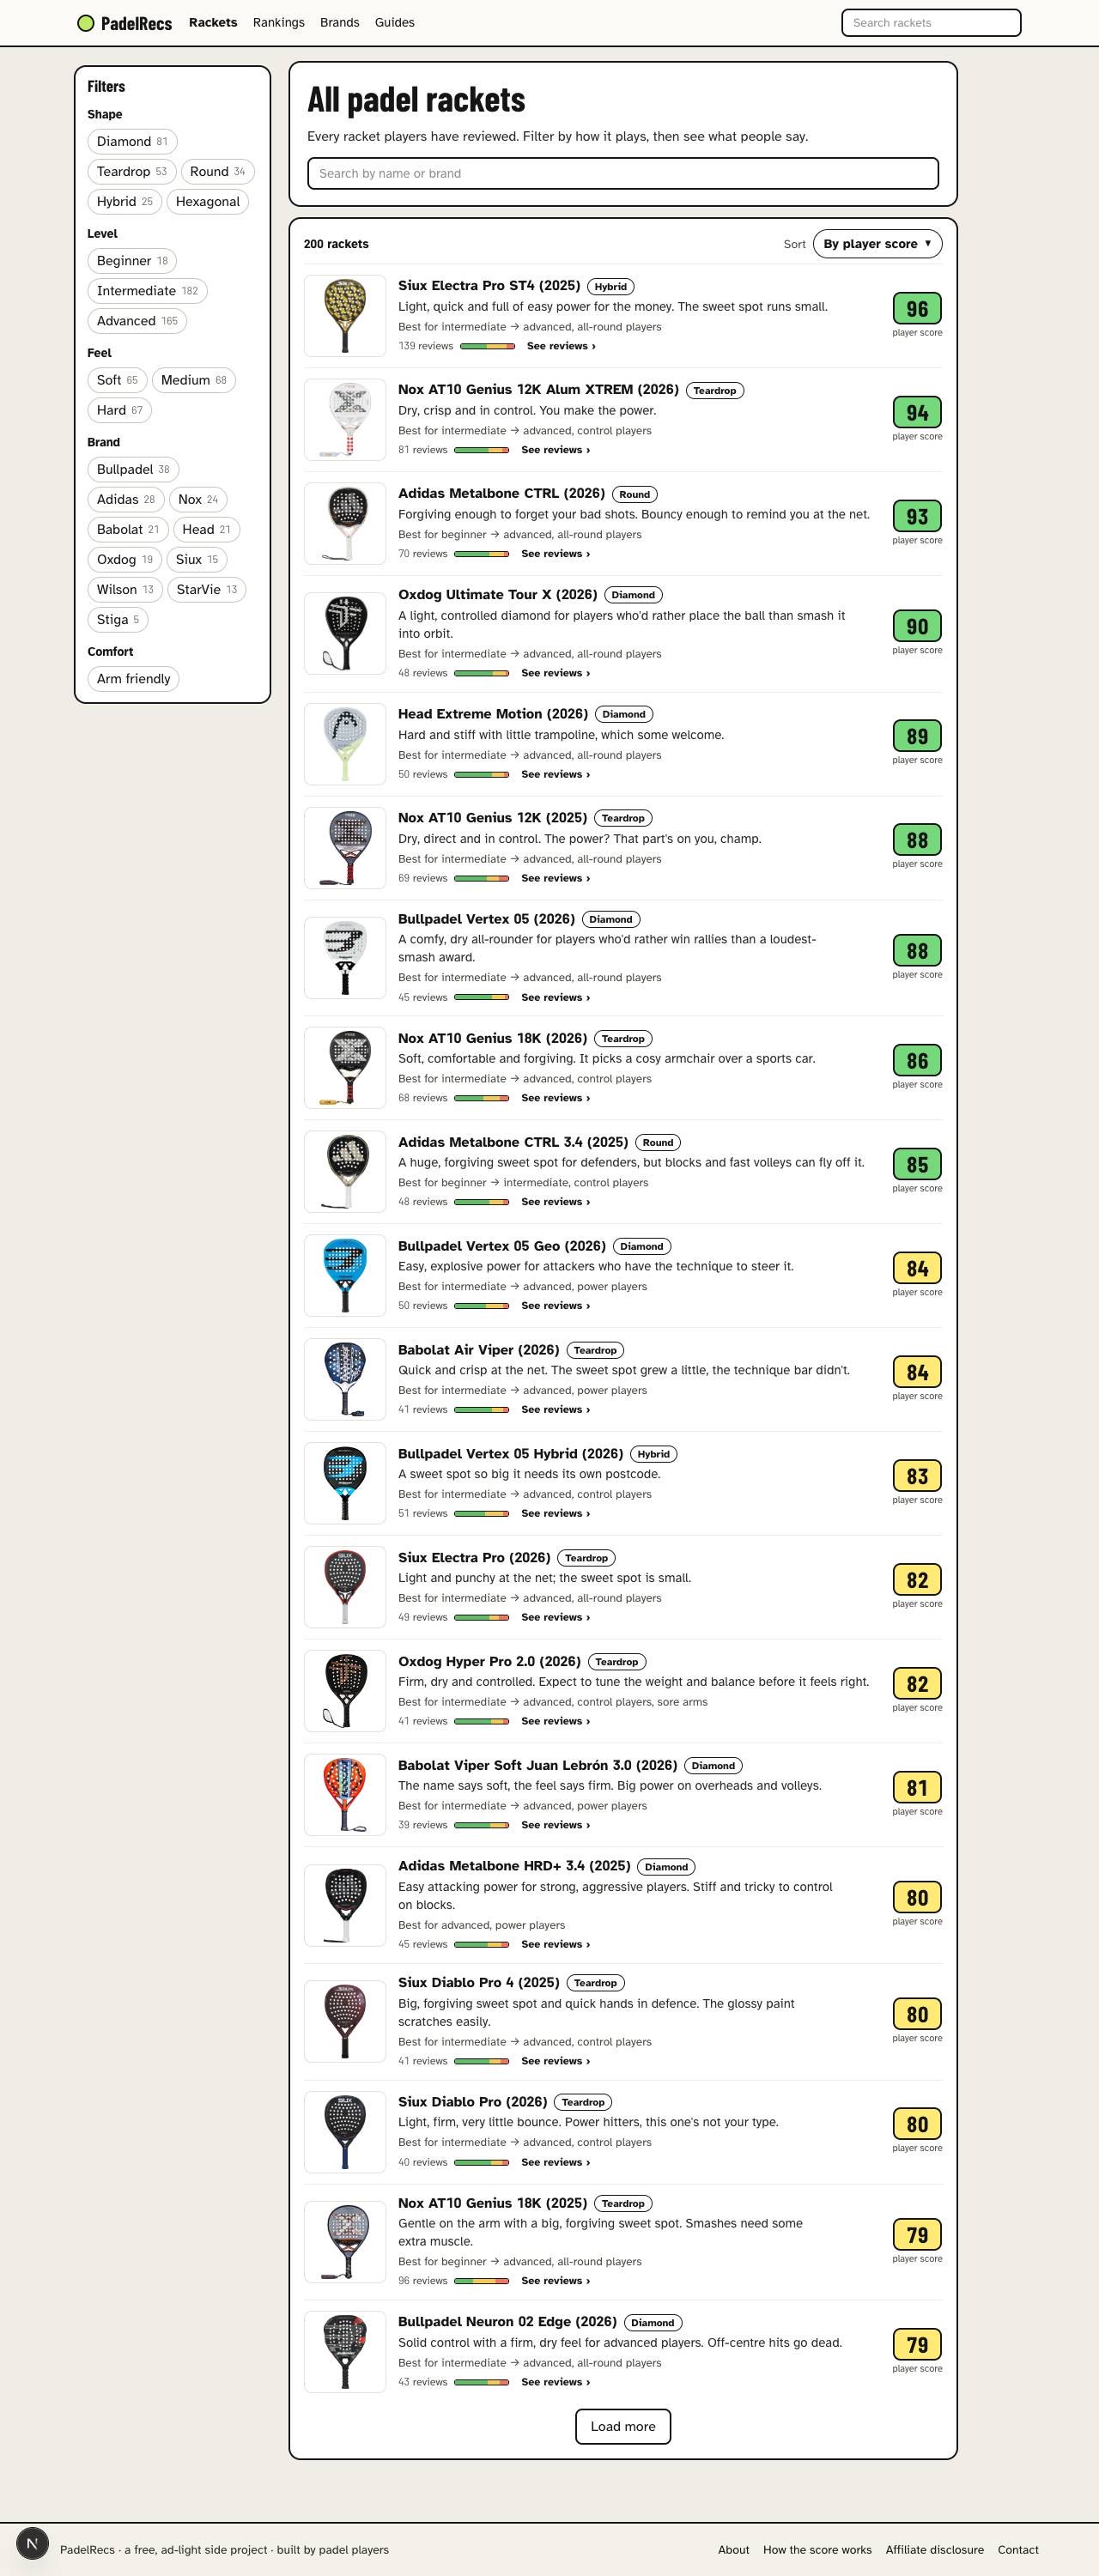 PadelRecs Rackets Rankings Brands Guides Search rackets
Filters
Shape
Diamond 81
Teardrop 53 Round 34
Hybrid 25 Hexagonal
Level
Beginner 18
Intermediate 182
Advanced 165
Feel
Soft 65 Medium 68
Hard 67
Brand
Bullpadel 38
Adidas 28 Nox 24
Babolat 21 Head 21
Oxdog 19 Siux 15
Wilson 13 StarVie 13
Stiga 5
Comfort
Arm friendly
All padel rackets
Every racket players have reviewed. Filter by how it plays, then see what people say.
Search by name or brand
200 rackets Sort By player score ▼
Siux Electra Pro ST4 (2025) Hybrid
Light, quick and full of easy power for the money. The sweet spot runs small.
Best for intermediate → advanced, all-round players
139 reviews See reviews ›
96
player score
Nox AT10 Genius 12K Alum XTREM (2026) Teardrop
Dry, crisp and in control. You make the power.
Best for intermediate → advanced, control players
81 reviews See reviews ›
94
player score
Adidas Metalbone CTRL (2026) Round
Forgiving enough to forget your bad shots. Bouncy enough to remind you at the net.
Best for beginner → advanced, all-round players
70 reviews See reviews ›
93
player score
Oxdog Ultimate Tour X (2026) Diamond
A light, controlled diamond for players who'd rather place the ball than smash it
into orbit.
Best for intermediate → advanced, all-round players
48 reviews See reviews ›
90
player score
Head Extreme Motion (2026) Diamond
Hard and stiff with little trampoline, which some welcome.
Best for intermediate → advanced, all-round players
50 reviews See reviews ›
89
player score
Nox AT10 Genius 12K (2025) Teardrop
Dry, direct and in control. The power? That part's on you, champ.
Best for intermediate → advanced, all-round players
69 reviews See reviews ›
88
player score
Bullpadel Vertex 05 (2026) Diamond
A comfy, dry all-rounder for players who'd rather win rallies than a loudest-
smash award.
Best for intermediate → advanced, all-round players
45 reviews See reviews ›
88
player score
Nox AT10 Genius 18K (2026) Teardrop
Soft, comfortable and forgiving. It picks a cosy armchair over a sports car.
Best for intermediate → advanced, control players
68 reviews See reviews ›
86
player score
Adidas Metalbone CTRL 3.4 (2025) Round
A huge, forgiving sweet spot for defenders, but blocks and fast volleys can fly off it.
Best for beginner → intermediate, control players
48 reviews See reviews ›
85
player score
Bullpadel Vertex 05 Geo (2026) Diamond
Easy, explosive power for attackers who have the technique to steer it.
Best for intermediate → advanced, power players
50 reviews See reviews ›
84
player score
Babolat Air Viper (2026) Teardrop
Quick and crisp at the net. The sweet spot grew a little, the technique bar didn't.
Best for intermediate → advanced, power players
41 reviews See reviews ›
84
player score
Bullpadel Vertex 05 Hybrid (2026) Hybrid
A sweet spot so big it needs its own postcode.
Best for intermediate → advanced, control players
51 reviews See reviews ›
83
player score
Siux Electra Pro (2026) Teardrop
Light and punchy at the net; the sweet spot is small.
Best for intermediate → advanced, all-round players
49 reviews See reviews ›
82
player score
Oxdog Hyper Pro 2.0 (2026) Teardrop
Firm, dry and controlled. Expect to tune the weight and balance before it feels right.
Best for intermediate → advanced, control players, sore arms
41 reviews See reviews ›
82
player score
Babolat Viper Soft Juan Lebrón 3.0 (2026) Diamond
The name says soft, the feel says firm. Big power on overheads and volleys.
Best for intermediate → advanced, power players
39 reviews See reviews ›
81
player score
Adidas Metalbone HRD+ 3.4 (2025) Diamond
Easy attacking power for strong, aggressive players. Stiff and tricky to control
on blocks.
Best for advanced, power players
45 reviews See reviews ›
80
player score
Siux Diablo Pro 4 (2025) Teardrop
Big, forgiving sweet spot and quick hands in defence. The glossy paint
scratches easily.
Best for intermediate → advanced, control players
41 reviews See reviews ›
80
player score
Siux Diablo Pro (2026) Teardrop
Light, firm, very little bounce. Power hitters, this one's not your type.
Best for intermediate → advanced, control players
40 reviews See reviews ›
80
player score
Nox AT10 Genius 18K (2025) Teardrop
Gentle on the arm with a big, forgiving sweet spot. Smashes need some
extra muscle.
Best for beginner → advanced, all-round players
96 reviews See reviews ›
79
player score
Bullpadel Neuron 02 Edge (2026) Diamond
Solid control with a firm, dry feel for advanced players. Off-centre hits go dead.
Best for intermediate → advanced, all-round players
43 reviews See reviews ›
79
player score
Load more
N PadelRecs · a free, ad-light side project · built by padel players About How the score works Affiliate disclosure Contact